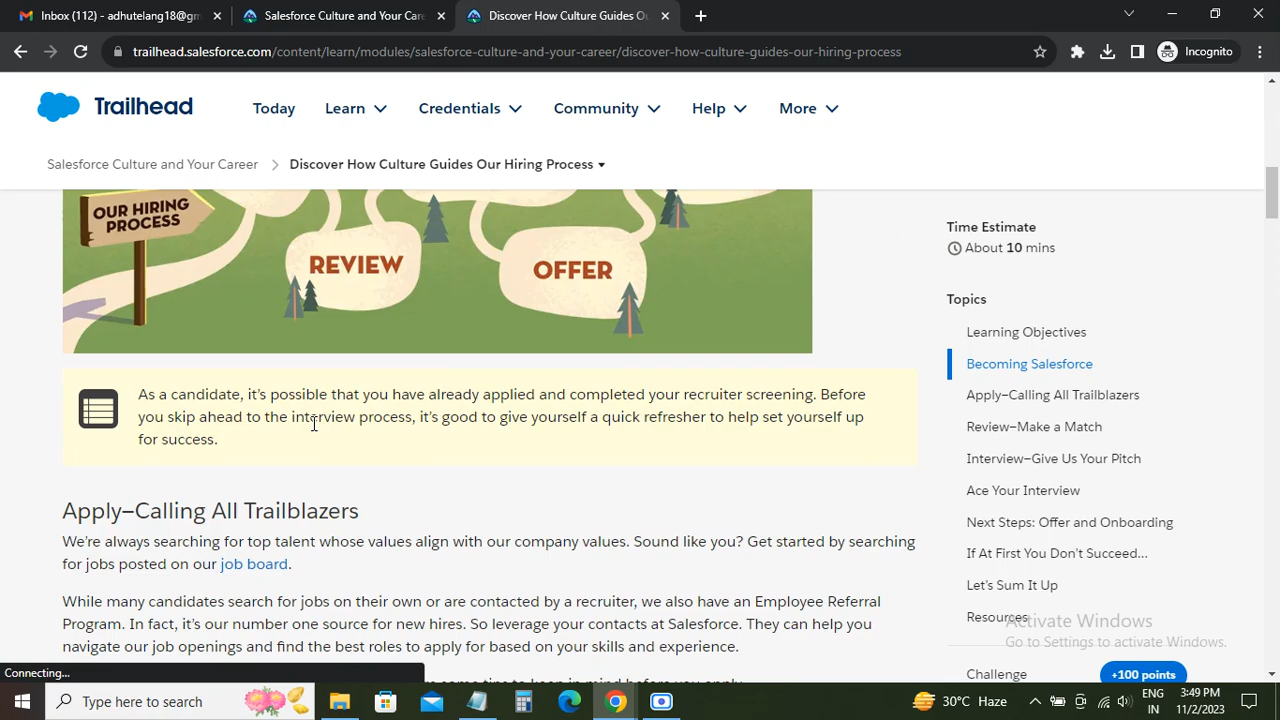 Inbox (112) - adhutelang18@gm
Salesforce Culture and Your Care
Discover How Culture Guides Ou
trailhead.salesforce.com/content/learn/modules/salesforce-culture-and-your-career/discover-how-culture-guides-our-hiring-process
Incognito
Trailhead
Today
Learn
Credentials
Community
Help
More
Salesforce Culture and Your Career
Discover How Culture Guides Our Hiring Process
OUR HIRING
PROCESS
REVIEW
OFFER
Time Estimate
About 10 mins
Topics
Learning Objectives
Becoming Salesforce
Apply—Calling All Trailblazers
Review—Make a Match
Interview—Give Us Your Pitch
Ace Your Interview
Next Steps: Offer and Onboarding
If At First You Don’t Succeed...
Let’s Sum It Up
Resources
Challenge
+100 points
As a candidate, it’s possible that you have already applied and completed your recruiter screening. Before
you skip ahead to the interview process, it’s good to give yourself a quick refresher to help set yourself up
for success.
Apply—Calling All Trailblazers
We’re always searching for top talent whose values align with our company values. Sound like you? Get started by searching
for jobs posted on our job board.
While many candidates search for jobs on their own or are contacted by a recruiter, we also have an Employee Referral
Program. In fact, it’s our number one source for new hires. So leverage your contacts at Salesforce. They can help you
navigate our job openings and find the best roles to apply for based on your skills and experience.
Activate Windows
Go to Settings to activate Windows.
Connecting...
Type here to search
30°C Haze
ENG
IN
3:49 PM
11/2/2023